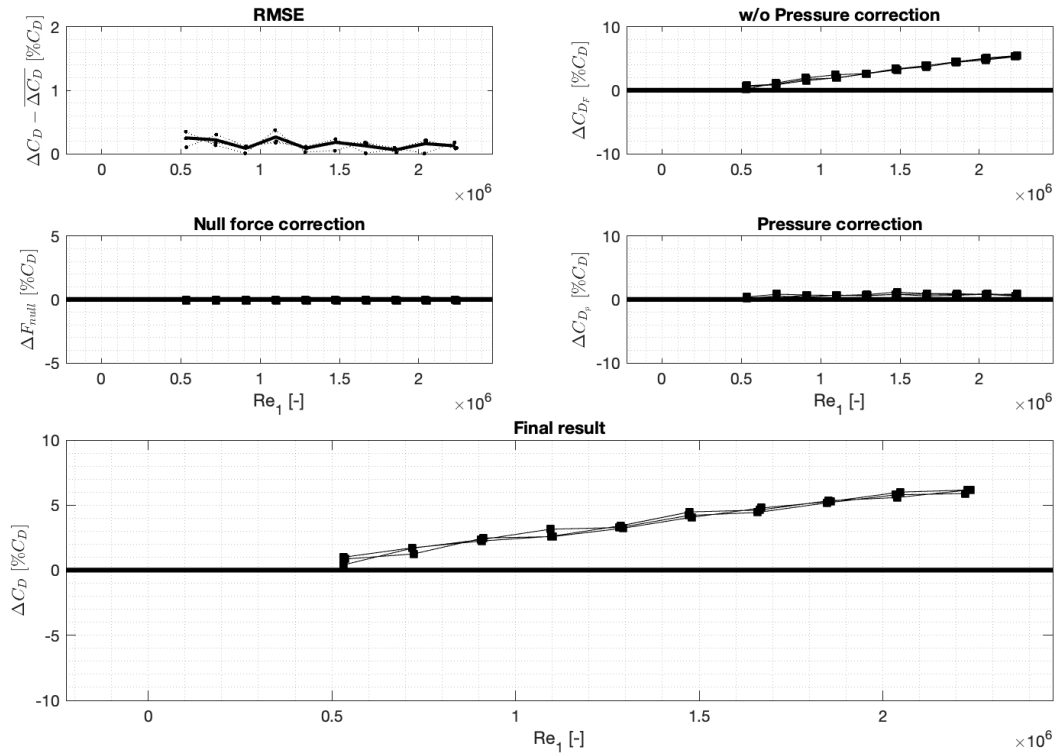 RMSE
ΔC_D − \overline{ΔC_D} [%C_D]
2
1
0
0 0.5 1 1.5 2
×10^6
w/o Pressure correction
ΔC_{D_F} [%C_D]
10
0
-10
0 0.5 1 1.5 2
×10^6
Null force correction
ΔF_{null} [%C_D]
5
0
-5
0 0.5 1 1.5 2
Re_1 [-]
×10^6
Pressure correction
ΔC_{D_p} [%C_D]
10
0
-10
0 0.5 1 1.5 2
Re_1 [-]
×10^6
Final result
ΔC_D [%C_D]
10
5
0
-5
-10
0 0.5 1 1.5 2
Re_1 [-]
×10^6